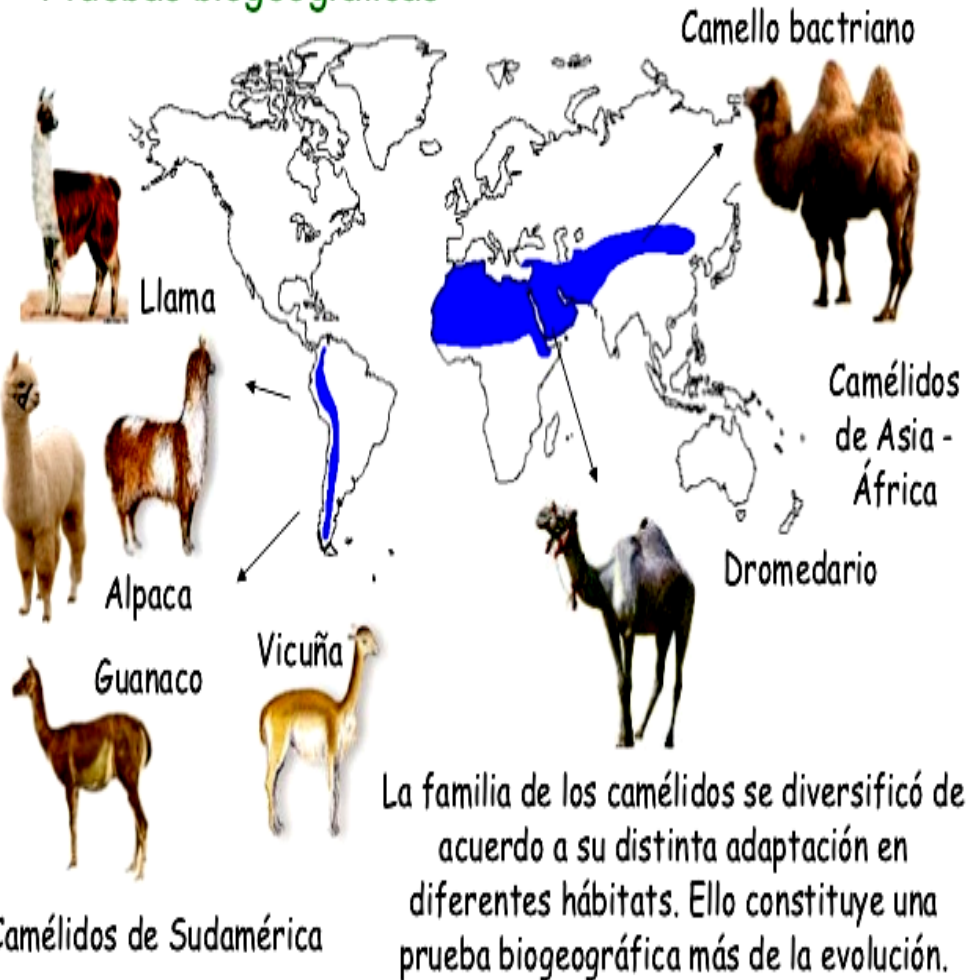 Pruebas biogeográficas
Camello bactriano
Llama
Camélidos
de Asia -
África
Dromedario
Alpaca
Vicuña
Guanaco
La familia de los camélidos se diversificó de
acuerdo a su distinta adaptación en
diferentes hábitats. Ello constituye una
prueba biogeográfica más de la evolución.
Camélidos de Sudamérica